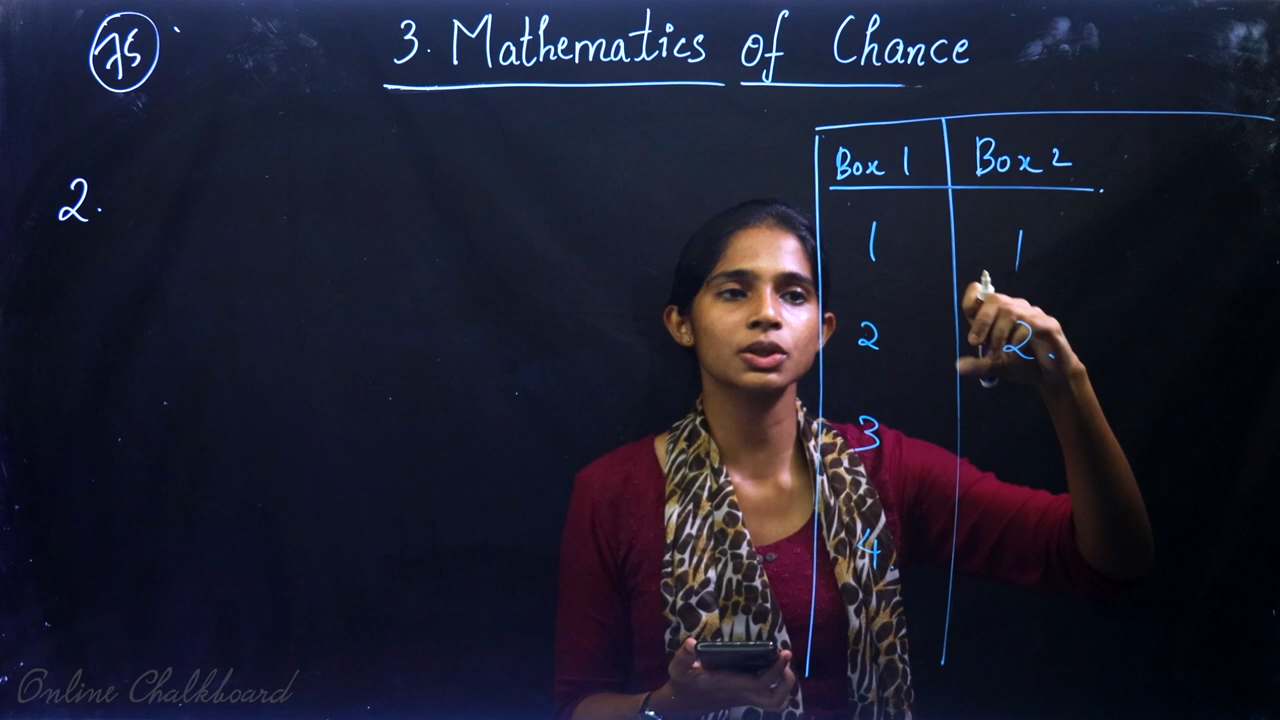 75
3. Mathematics of Chance
2.
Box 1 Box 2
1 1
2 2.
3
4
Online Chalkboard